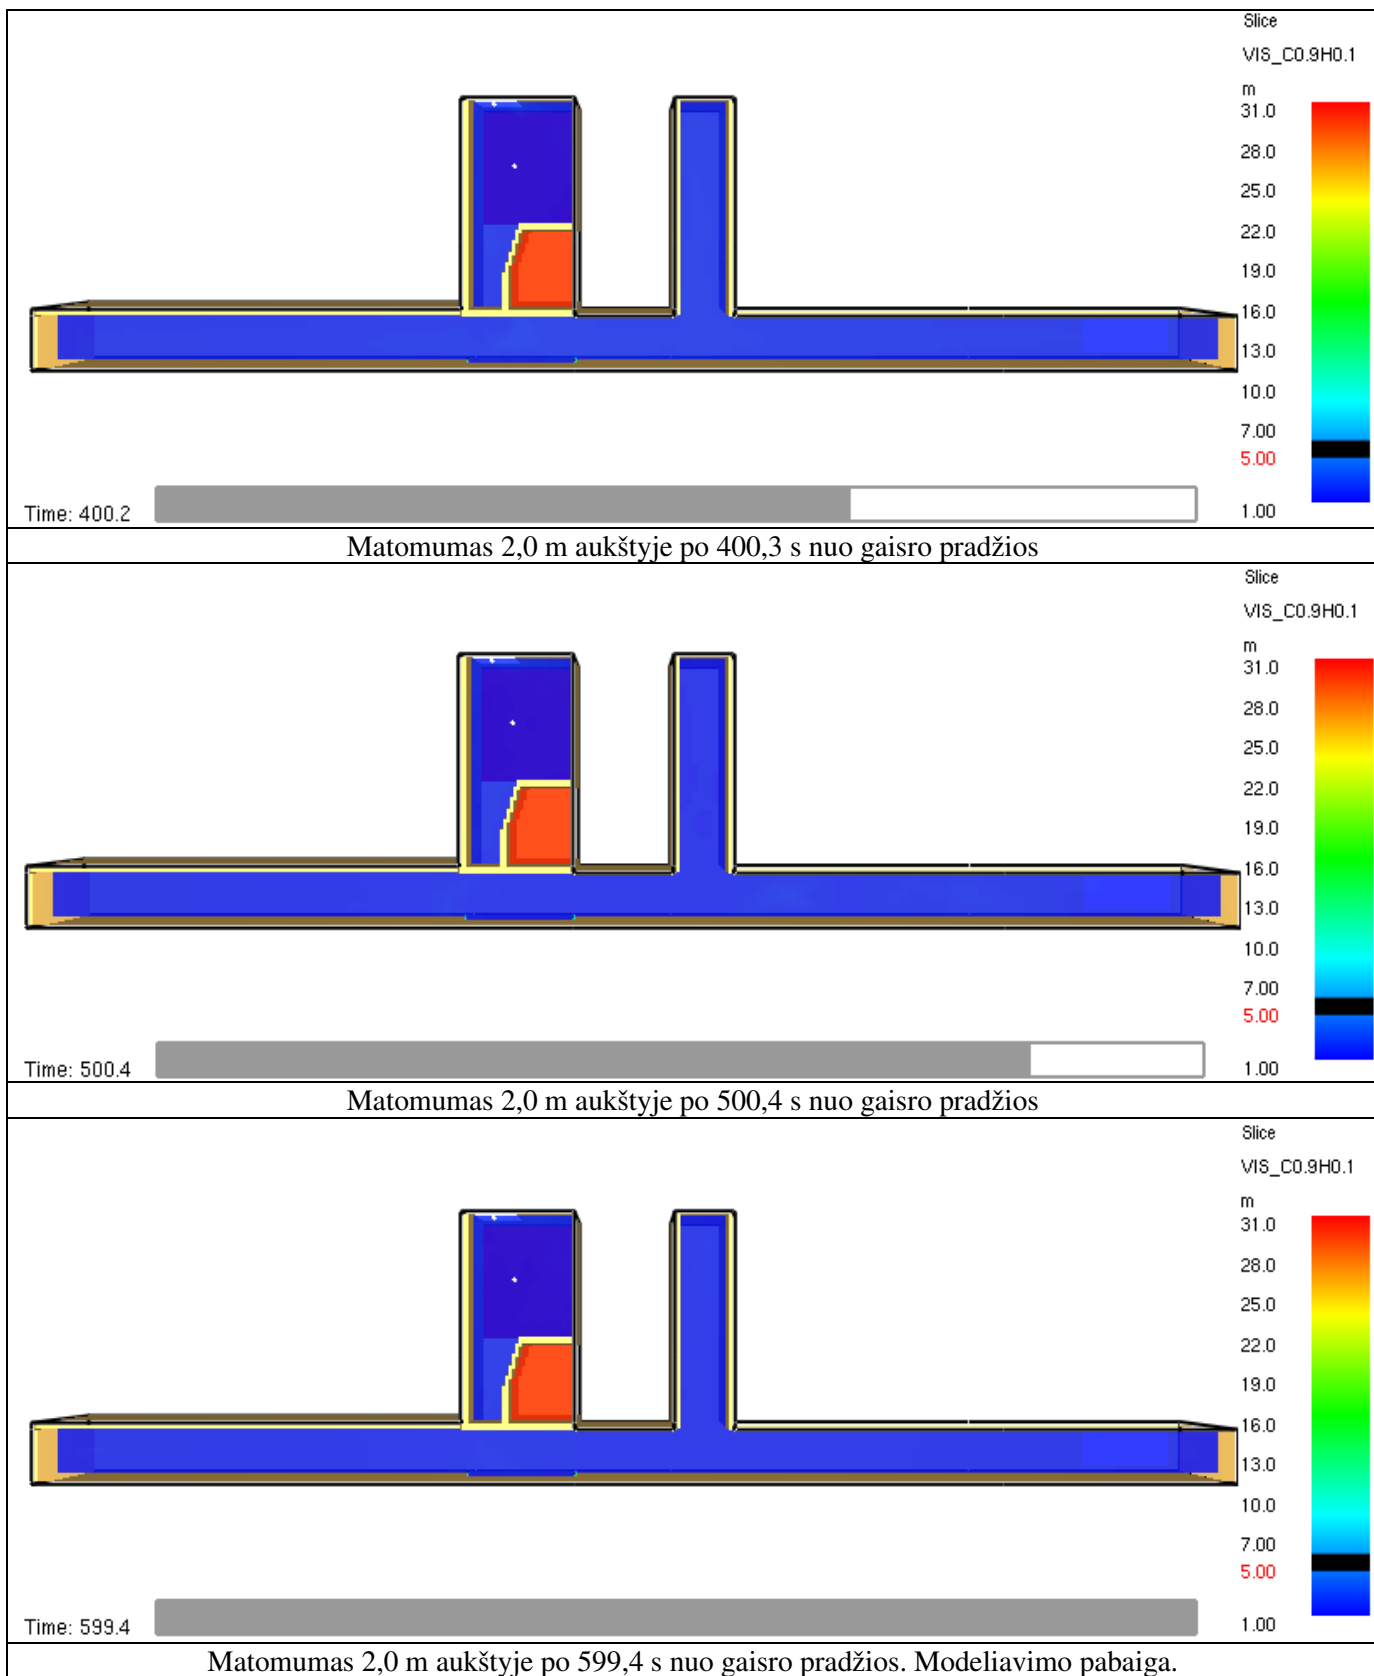 Slice
VIS_C0.9H0.1
m
31.0
28.0
25.0
22.0
19.0
16.0
13.0
10.0
7.00
5.00
1.00
Time: 400.2
Matomumas 2,0 m aukštyje po 400,3 s nuo gaisro pradžios
Slice
VIS_C0.9H0.1
m
31.0
28.0
25.0
22.0
19.0
16.0
13.0
10.0
7.00
5.00
1.00
Time: 500.4
Matomumas 2,0 m aukštyje po 500,4 s nuo gaisro pradžios
Slice
VIS_C0.9H0.1
m
31.0
28.0
25.0
22.0
19.0
16.0
13.0
10.0
7.00
5.00
1.00
Time: 599.4
Matomumas 2,0 m aukštyje po 599,4 s nuo gaisro pradžios. Modeliavimo pabaiga.